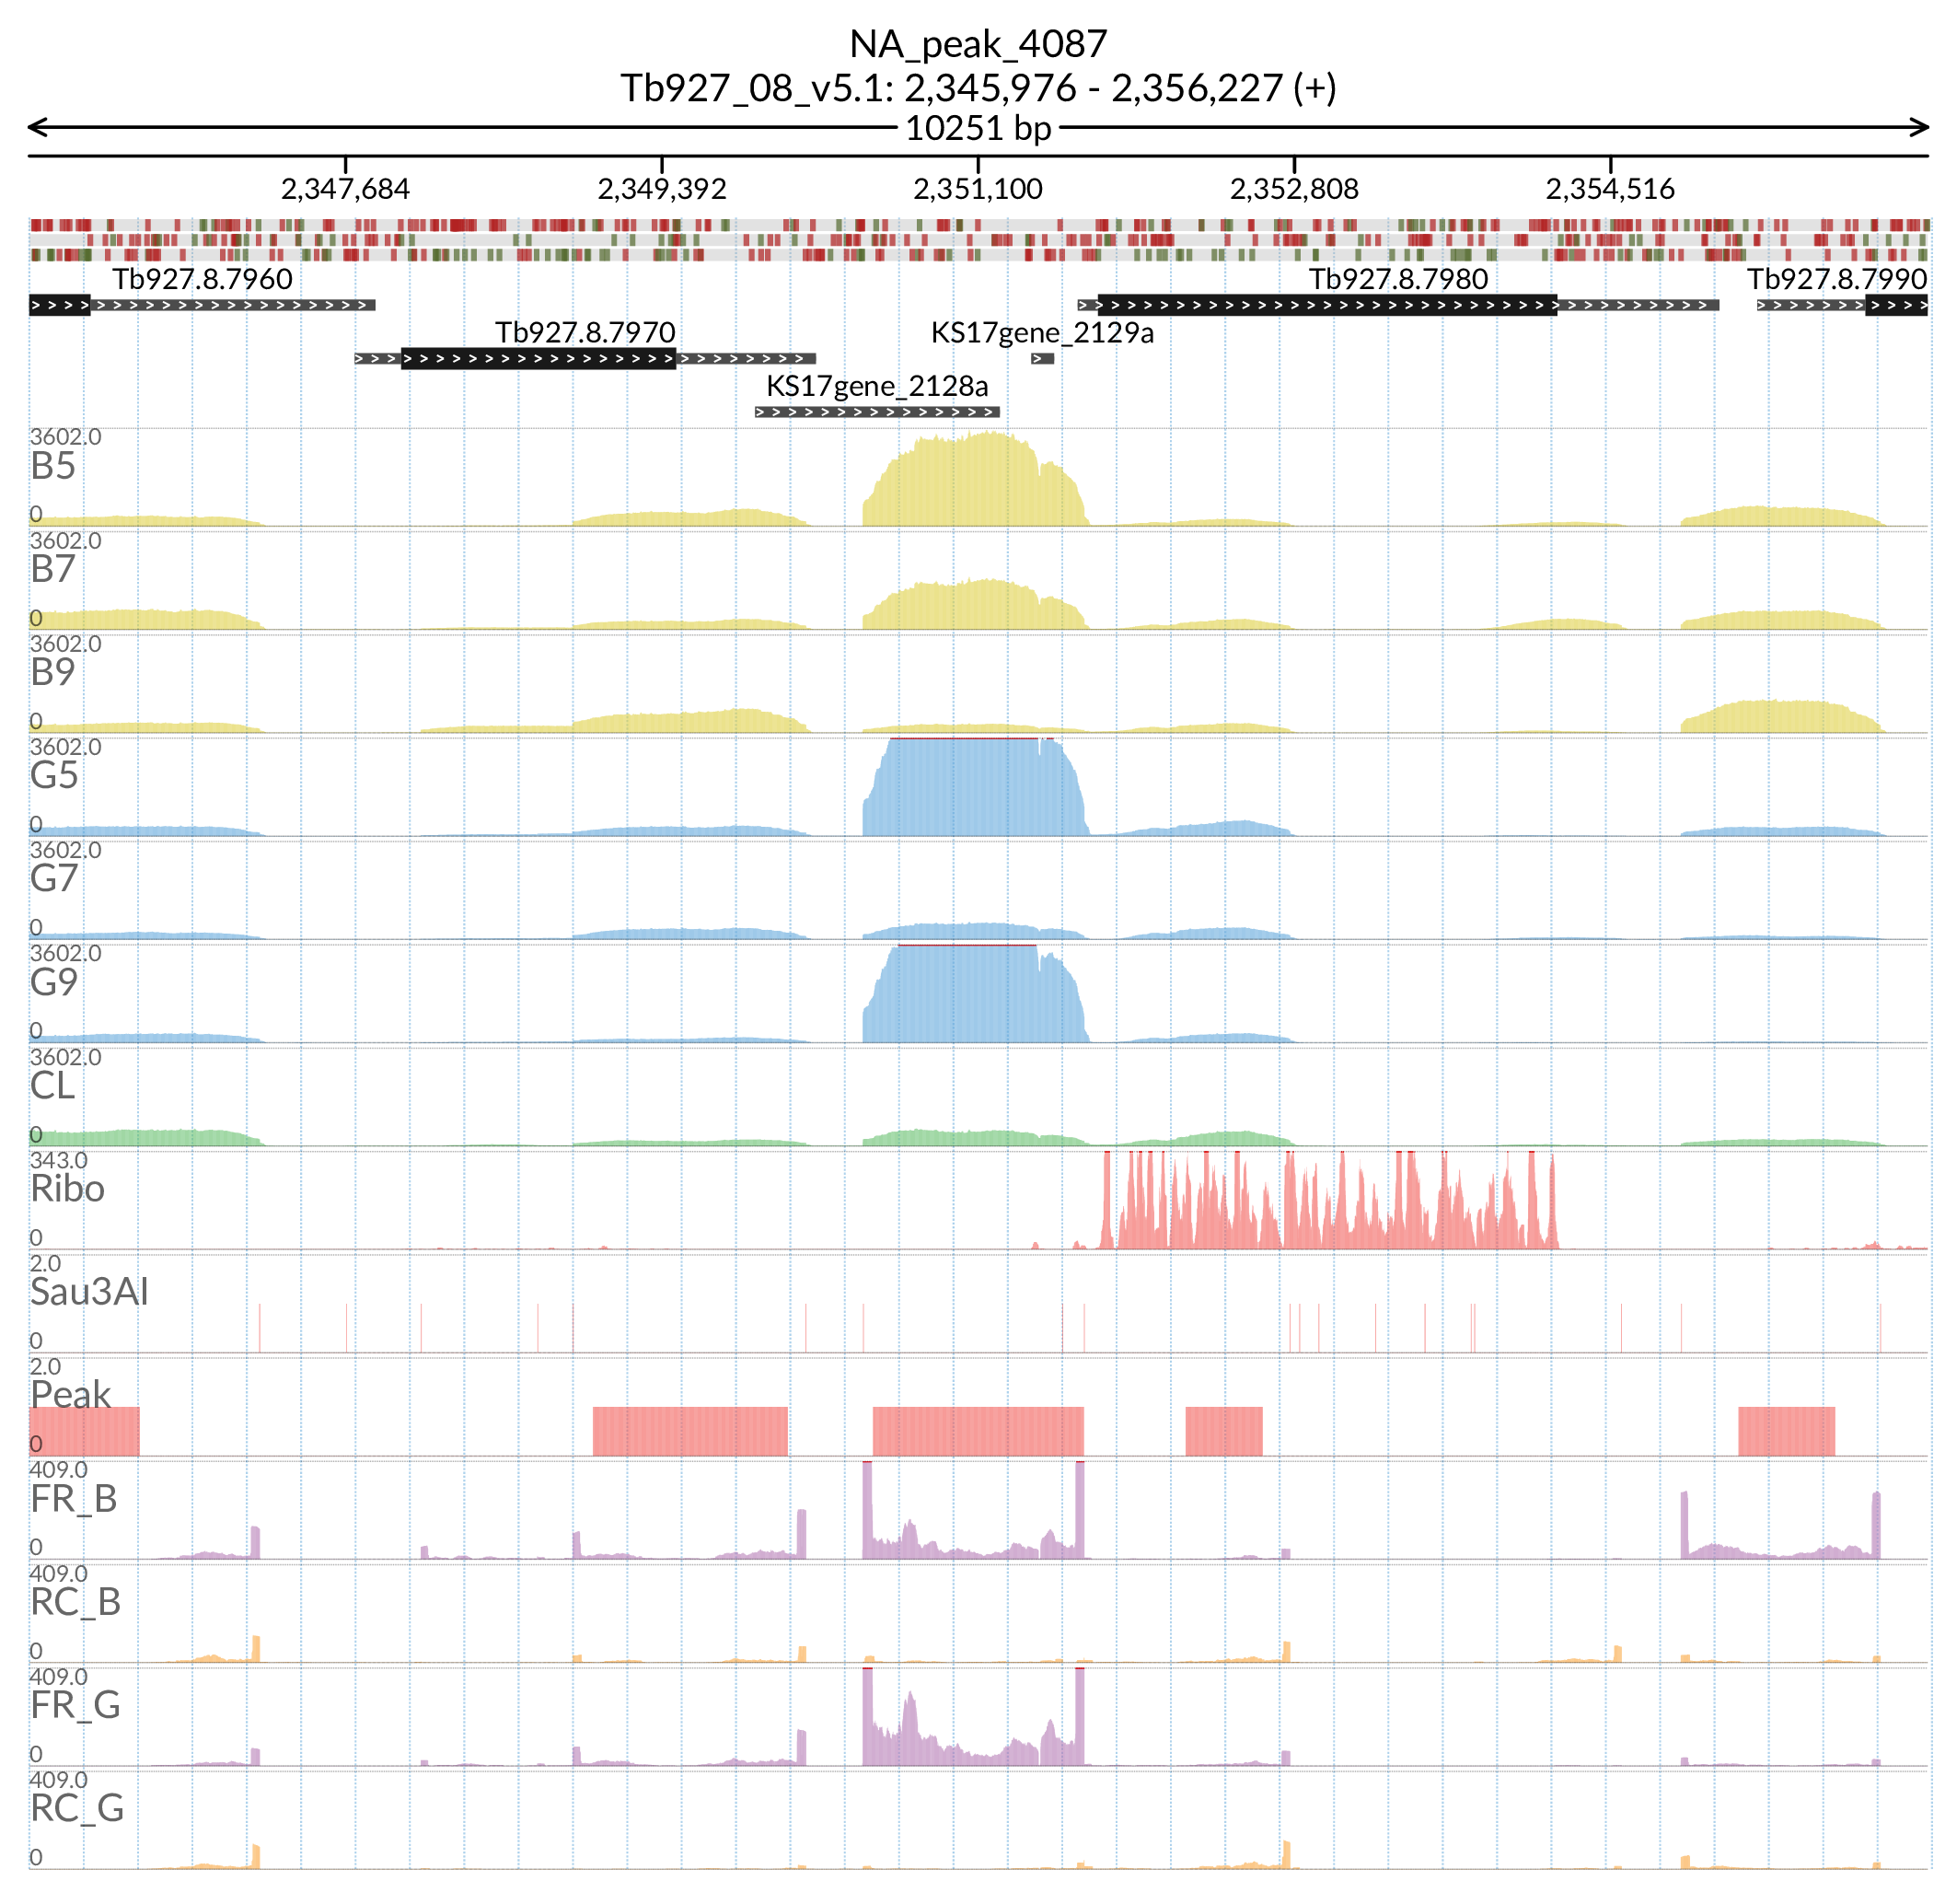 NA_peak_4087
Tb927_08_v5.1: 2,345,976 - 2,356,227 (+)
10251 bp
2,347,684 2,349,392 2,351,100 2,352,808 2,354,516
Tb927.8.7960 Tb927.8.7980 Tb927.8.7990
Tb927.8.7970 KS17gene_2129a
KS17gene_2128a
3602.0
B5
0
3602.0
B7
0
3602.0
B9
0
3602.0
G5
0
3602.0
G7
0
3602.0
G9
0
3602.0
CL
0
343.0
Ribo
0
2.0
Sau3AI
0
2.0
Peak
0
409.0
FR_B
0
409.0
RC_B
0
409.0
FR_G
0
409.0
RC_G
0